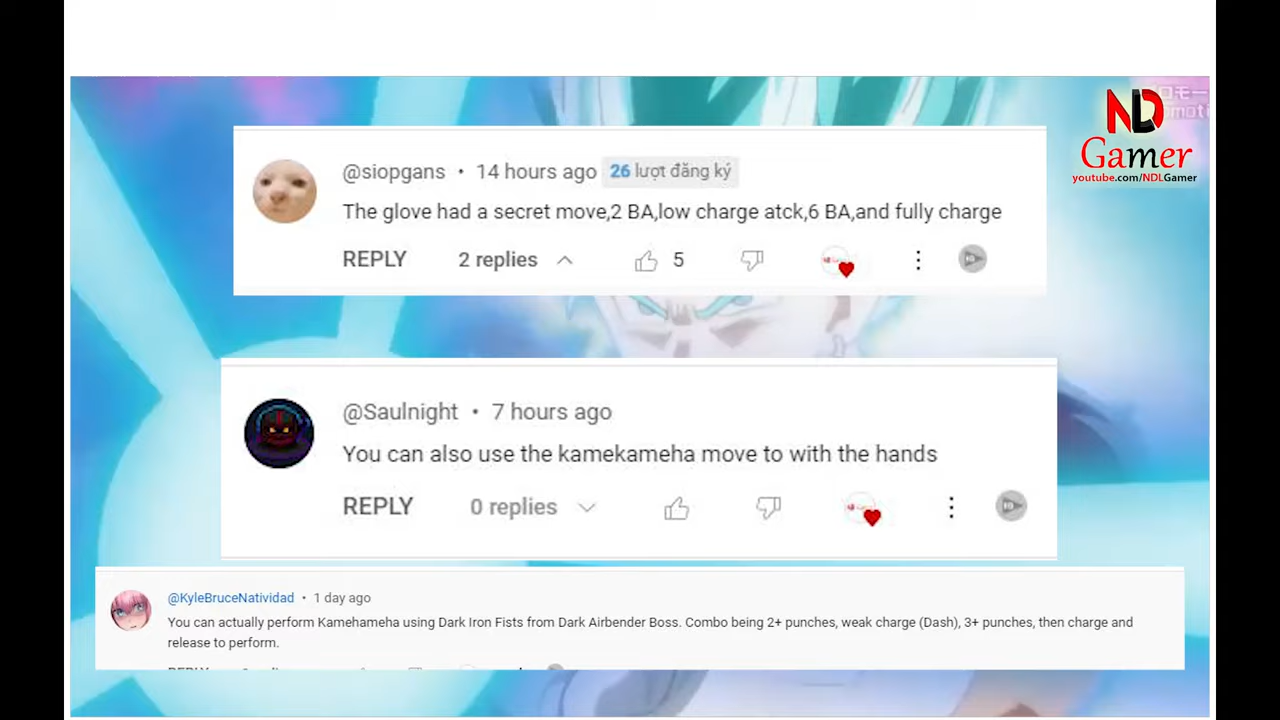 ND
Gamer
youtube.com/NDLGamer
@siopgans • 14 hours ago 26 lượt đăng ký
The glove had a secret move,2 BA,low charge atck,6 BA,and fully charge
REPLY 2 replies 5
@Saulnight • 7 hours ago
You can also use the kamekameha move to with the hands
REPLY 0 replies
@KyleBruceNatividad • 1 day ago
You can actually perform Kamehameha using Dark Iron Fists from Dark Airbender Boss. Combo being 2+ punches, weak charge (Dash), 3+ punches, then charge and
release to perform.